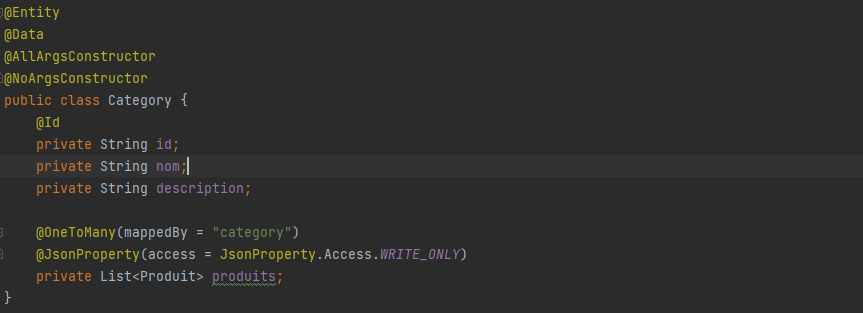 @Entity
@Data
@AllArgsConstructor
@NoArgsConstructor
public class Category {
    @Id
    private String id;
    private String nom;
    private String description;

    @OneToMany(mappedBy = "category")
    @JsonProperty(access = JsonProperty.Access.WRITE_ONLY)
    private List<Produit> produits;
}